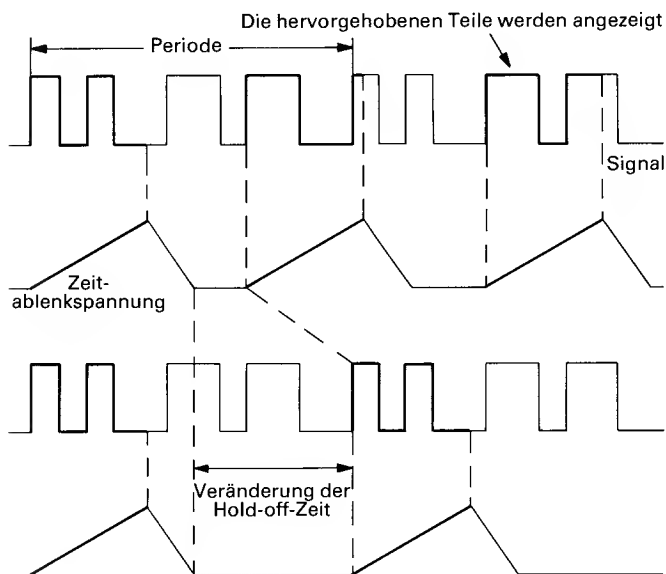 Die hervorgehobenen Teile werden angezeigt
Periode
Signal
Zeit-
ablenkspannung
Veränderung der
Hold-off-Zeit